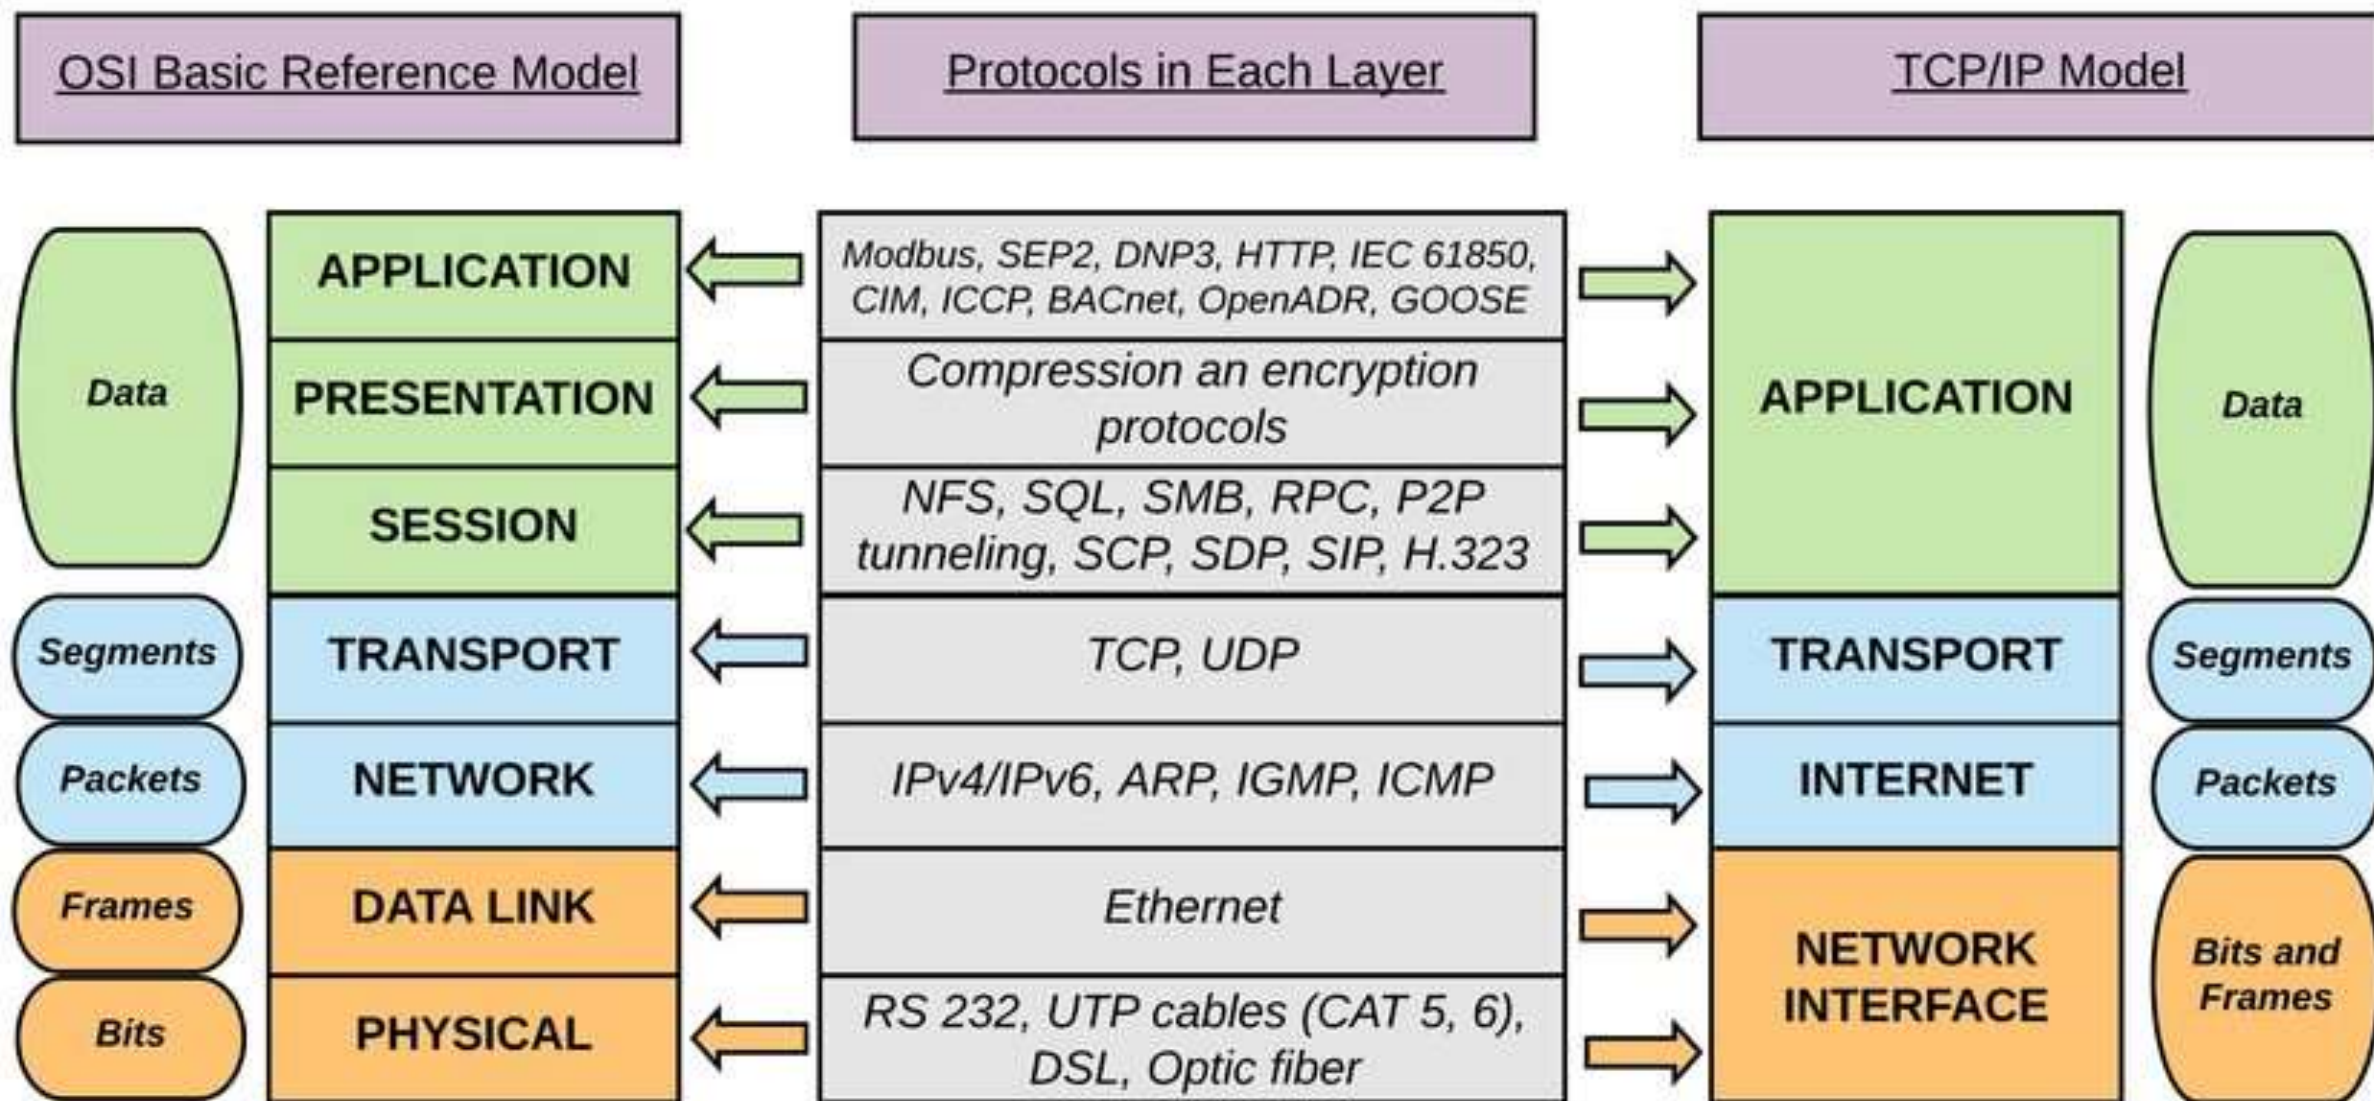 OSI Basic Reference Model
Protocols in Each Layer
TCP/IP Model
Data
APPLICATION
PRESENTATION
SESSION
Segments
TRANSPORT
Packets
NETWORK
Frames
DATA LINK
Bits
PHYSICAL
Modbus, SEP2, DNP3, HTTP, IEC 61850,
CIM, ICCP, BACnet, OpenADR, GOOSE
Compression an encryption
protocols
NFS, SQL, SMB, RPC, P2P
tunneling, SCP, SDP, SIP, H.323
TCP, UDP
IPv4/IPv6, ARP, IGMP, ICMP
Ethernet
RS 232, UTP cables (CAT 5, 6),
DSL, Optic fiber
APPLICATION
Data
TRANSPORT
Segments
INTERNET
Packets
NETWORK
INTERFACE
Bits and
Frames